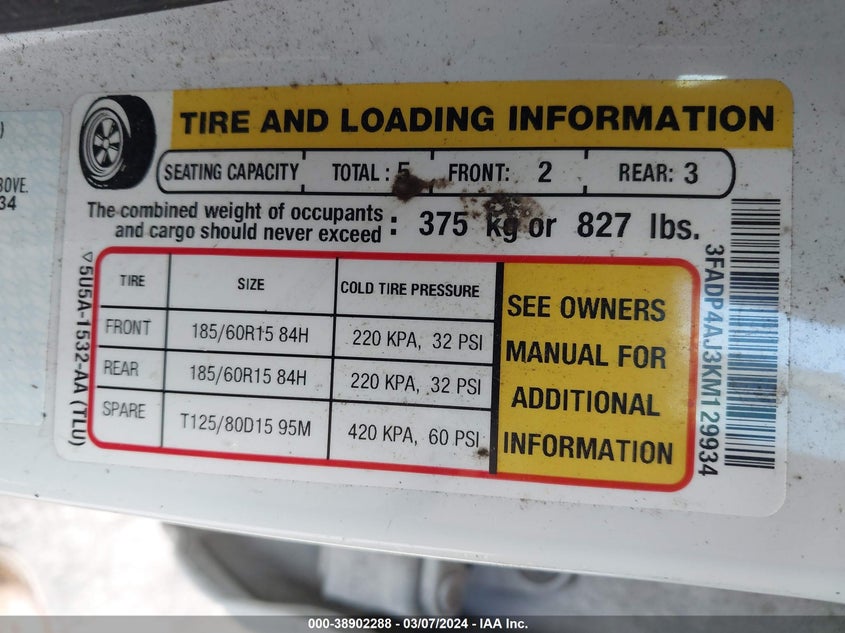 )
BOVE.
34
TIRE AND LOADING INFORMATION
SEATING CAPACITY TOTAL : 5 FRONT: 2 REAR: 3
The combined weight of occupants
and cargo should never exceed : 375 kg or 827 lbs.
TIRE SIZE COLD TIRE PRESSURE
FRONT 185/60R15 84H 220 KPA, 32 PSI
REAR 185/60R15 84H 220 KPA, 32 PSI
SPARE T125/80D15 95M 420 KPA, 60 PSI
SEE OWNERS
MANUAL FOR
ADDITIONAL
INFORMATION
5U5A-1532-AA (TLU)
3FADP4AJ3KM129934
000-38902288 - 03/07/2024 - IAA Inc.